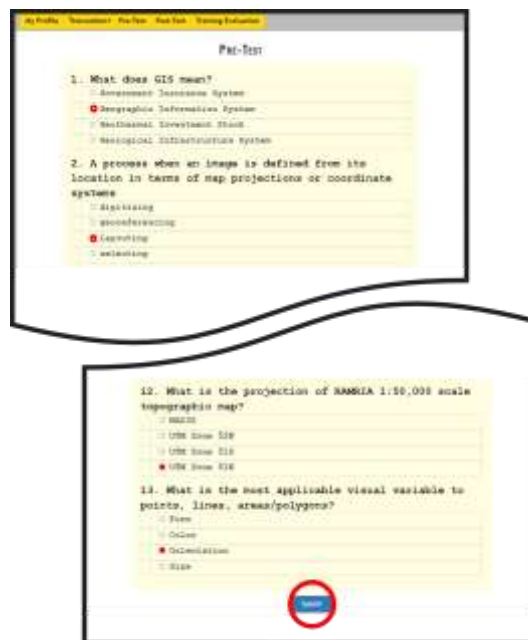 My Profile Pre-Test Post-Test Training Evaluation
Pre-Test
1. What does GIS mean?
Government Insurance System
Geographic Information System
Geothermal Investment Stock
Geological Infrastructure System
2. A process when an image is defined from its
location in terms of map projections or coordinate
systems
digitizing
georeferencing
layouting
selecting
12. What is the projection of NAMRIA 1:50,000 scale
topographic map?
UTM Zone
UTM Zone
UTM Zone
13. What is the most applicable visual variable to
points, lines, areas/polygons?
Form
Color
Orientation
Size